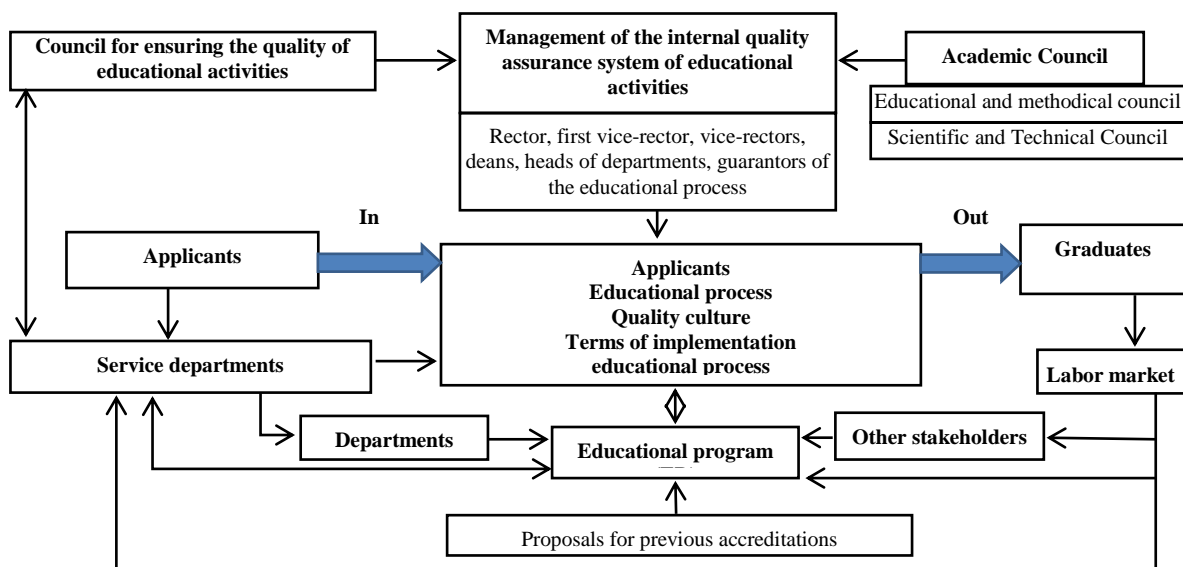 Council for ensuring the quality of
educational activities
Management of the internal quality
assurance system of educational
activities
Academic Council
Educational and methodical council
Scientific and Technical Council
Rector, first vice-rector, vice-rectors,
deans, heads of departments, guarantors of
the educational process
In
Out
Applicants
Applicants
Educational process
Quality culture
Terms of implementation
educational process
Graduates
Service departments
Labor market
Departments
Educational program
Other stakeholders
Proposals for previous accreditations